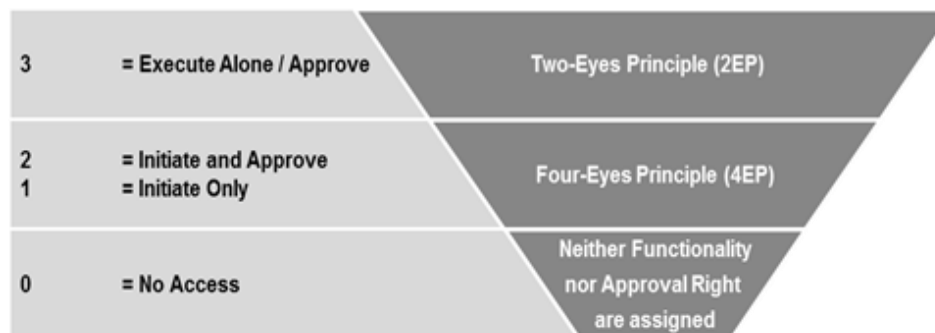 3 = Execute Alone / Approve Two-Eyes Principle (2EP)
2 = Initiate and Approve
1 = Initiate Only
Four-Eyes Principle (4EP)
0 = No Access
Neither Functionality
nor Approval Right
are assigned